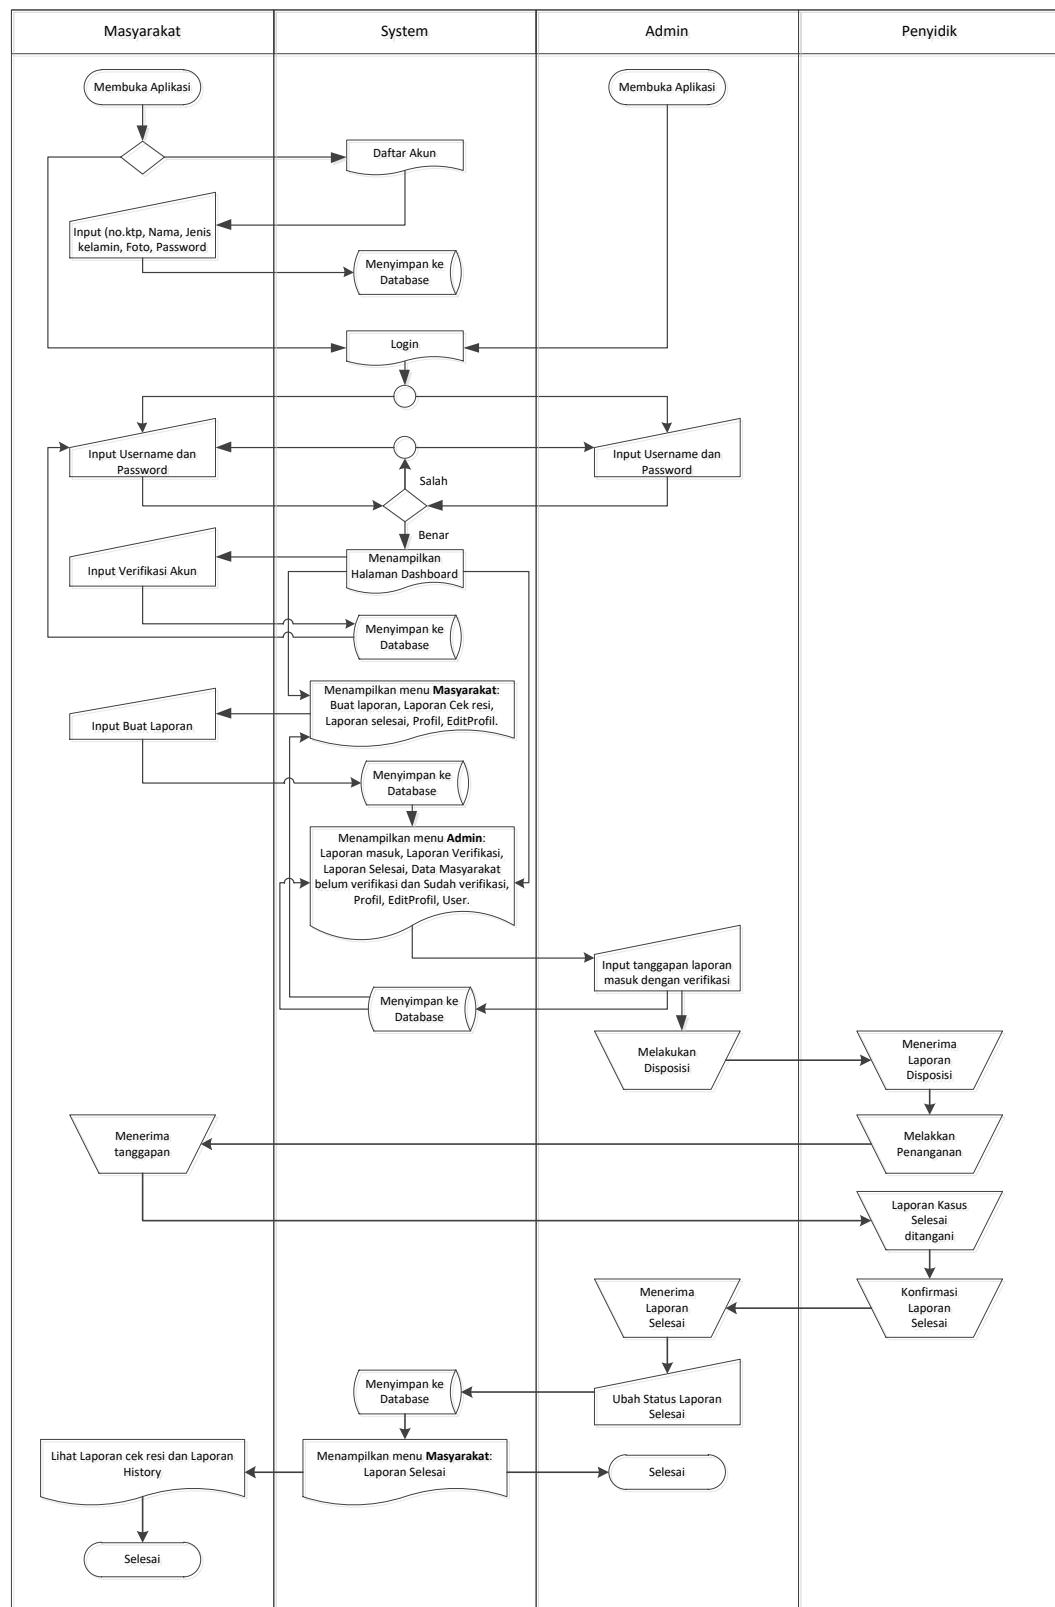 Masyarakat
System
Admin
Penyidik
Membuka Aplikasi
Membuka Aplikasi
Daftar Akun
Input (no.ktp, Nama, Jenis
kelamin, Foto, Password
Menyimpan ke
Database
Login
Input Username dan
Password
Input Username dan
Password
Salah
Benar
Menampilkan
Halaman Dashboard
Input Verifikasi Akun
Menyimpan ke
Database
Menampilkan menu Masyarakat:
Buat laporan, Laporan Cek resi,
Laporan selesai, Profil, EditProfil.
Input Buat Laporan
Menyimpan ke
Database
Menampilkan menu Admin:
Laporan masuk, Laporan Verifikasi,
Laporan Selesai, Data Masyarakat
belum verifikasi dan Sudah verifikasi,
Profil, EditProfil, User.
Input tanggapan laporan
masuk dengan verifikasi
Menyimpan ke
Database
Melakukan
Disposisi
Menerima
Laporan
Disposisi
Menerima
tanggapan
Melakkan
Penanganan
Laporan Kasus
Selesai
ditangani
Menerima
Laporan
Selesai
Konfirmasi
Laporan
Selesai
Menyimpan ke
Database
Ubah Status Laporan
Selesai
Lihat Laporan cek resi dan Laporan
History
Menampilkan menu Masyarakat:
Laporan Selesai
Selesai
Selesai